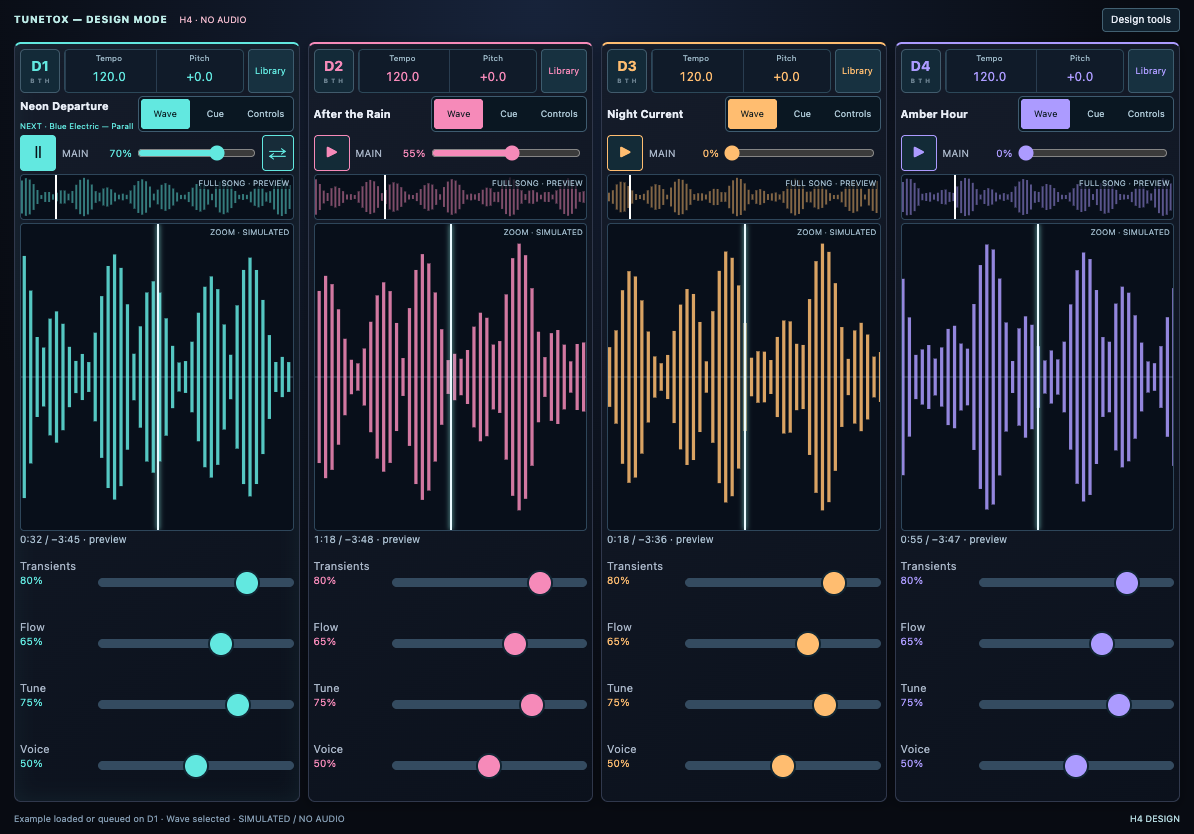 TUNETOX — DESIGN MODE H4 · NO AUDIO Design tools
D1 BTH Tempo 120.0 Pitch +0.0 Library
Neon Departure
NEXT · Blue Electric — Parall
Wave Cue Controls
MAIN 70%
FULL SONG · PREVIEW
ZOOM · SIMULATED
0:32 / −3:45 · preview
Transients
80%
Flow
65%
Tune
75%
Voice
50%
D2 BTH Tempo 120.0 Pitch +0.0 Library
After the Rain
Wave Cue Controls
MAIN 55%
FULL SONG · PREVIEW
ZOOM · SIMULATED
1:18 / −3:48 · preview
Transients
80%
Flow
65%
Tune
75%
Voice
50%
D3 BTH Tempo 120.0 Pitch +0.0 Library
Night Current
Wave Cue Controls
MAIN 0%
FULL SONG · PREVIEW
ZOOM · SIMULATED
0:18 / −3:36 · preview
Transients
80%
Flow
65%
Tune
75%
Voice
50%
D4 BTH Tempo 120.0 Pitch +0.0 Library
Amber Hour
Wave Cue Controls
MAIN 0%
FULL SONG · PREVIEW
ZOOM · SIMULATED
0:55 / −3:47 · preview
Transients
80%
Flow
65%
Tune
75%
Voice
50%
Example loaded or queued on D1 · Wave selected · SIMULATED / NO AUDIO
H4 DESIGN